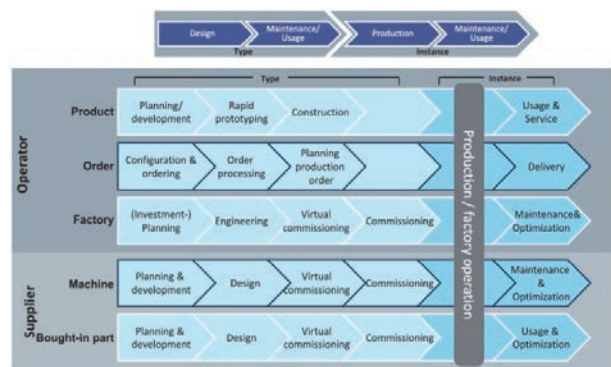 Design
Maintenance/
Usage
Production
Maintenance/
Usage
Type
Instance
Type
Instance
Operator
Supplier
Product
Planning/
development
Rapid
prototyping
Construction
Usage &
Service
Order
Configuration &
ordering
Order
processing
Planning
production
order
Delivery
Factory
(Investment-)
Planning
Engineering
Virtual
commissioning
Commissioning
Maintenance&
Optimization
Machine
Planning &
development
Design
Virtual
commissioning
Commissioning
Maintenance
&
Optimization
Bought-in part
Planning &
development
Design
Virtual
commissioning
Commissioning
Usage &
Optimization
Production / factory operation